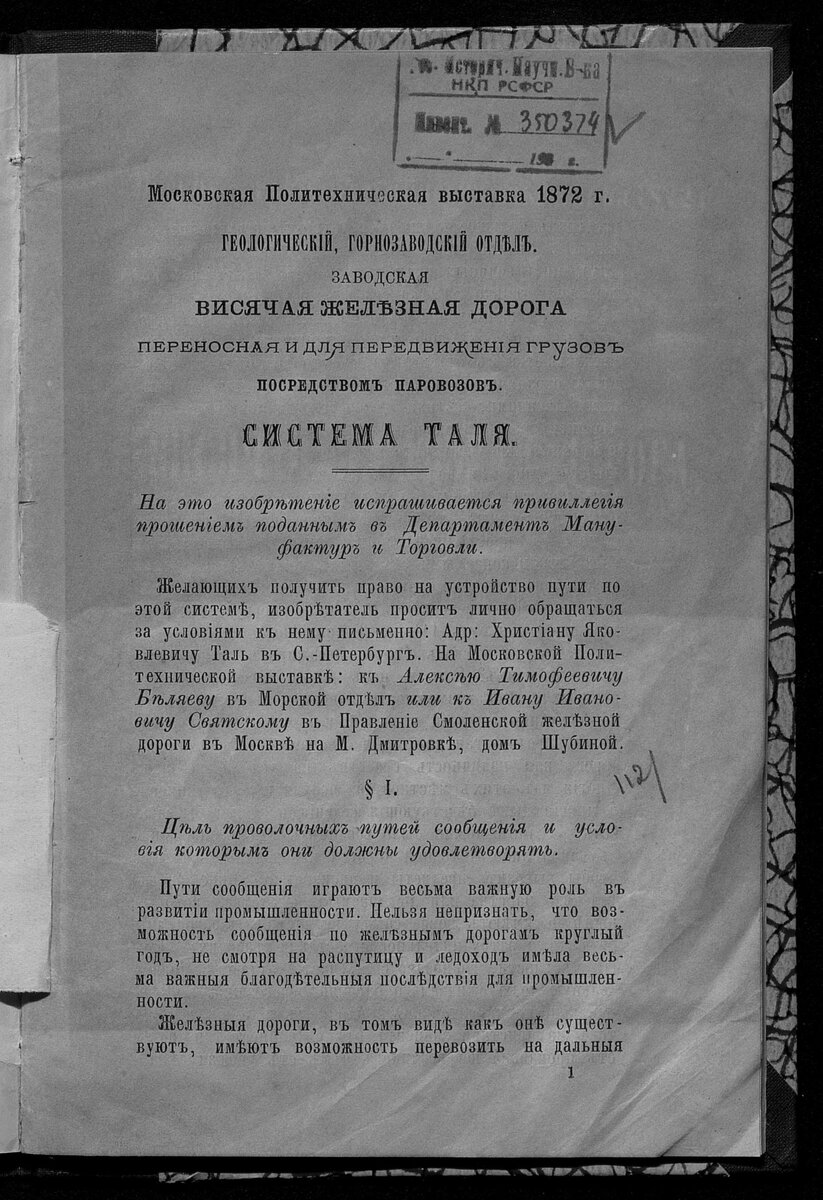 Историч. Научн. В-ка
НКП РСФСР
Инвент. № 350374
193 г.
Московская Политехническая выставка 1872 г.
ГЕОЛОГИЧЕСКІЙ, ГОРНОЗАВОДСКІЙ ОТДѢЛЪ.
ЗАВОДСКАЯ
ВИСЯЧАЯ ЖЕЛѢЗНАЯ ДОРОГА
ПЕРЕНОСНАЯ И ДЛЯ ПЕРЕДВИЖЕНІЯ ГРУЗОВЪ
ПОСРЕДСТВОМЪ ПАРОВОЗОВЪ.
СИСТЕМА ТАЛЯ.
На это изобрѣтеніе испрашивается привиллегія
прошеніемъ поданнымъ въ Департаментъ Ману-
фактуръ и Торговли.
Желающихъ получить право на устройство пути по
этой системѣ, изобрѣтатель проситъ лично обращаться
за условіями къ нему письменно: Адр: Христіану Яко-
влевичу Таль въ С.-Петербургъ. На Московской Поли-
технической выставкѣ: къ Алексѣю Тимофеевичу
Бѣляеву въ Морской отдѣлъ или къ Ивану Ивано-
вичу Святскому въ Правленіе Смоленской желѣзной
дороги въ Москвѣ на М. Дмитровкѣ, домъ Шубиной.
112/
§ I.
Цѣль проволочныхъ путей сообщенія и усло-
вія которымъ они должны удовлетворять.
Пути сообщенія играютъ весьма важную роль въ
развитіи промышленности. Нельзя непризнать, что воз-
можность сообщенія по желѣзнымъ дорогамъ круглый
годъ, не смотря на распутицу и ледоходъ имѣла весь-
ма важныя благодѣтельныя послѣдствія для промышлен-
ности.
Желѣзныя дороги, въ томъ видѣ какъ онѣ сущест-
вуютъ, имѣютъ возможность перевозить на дальныя
1